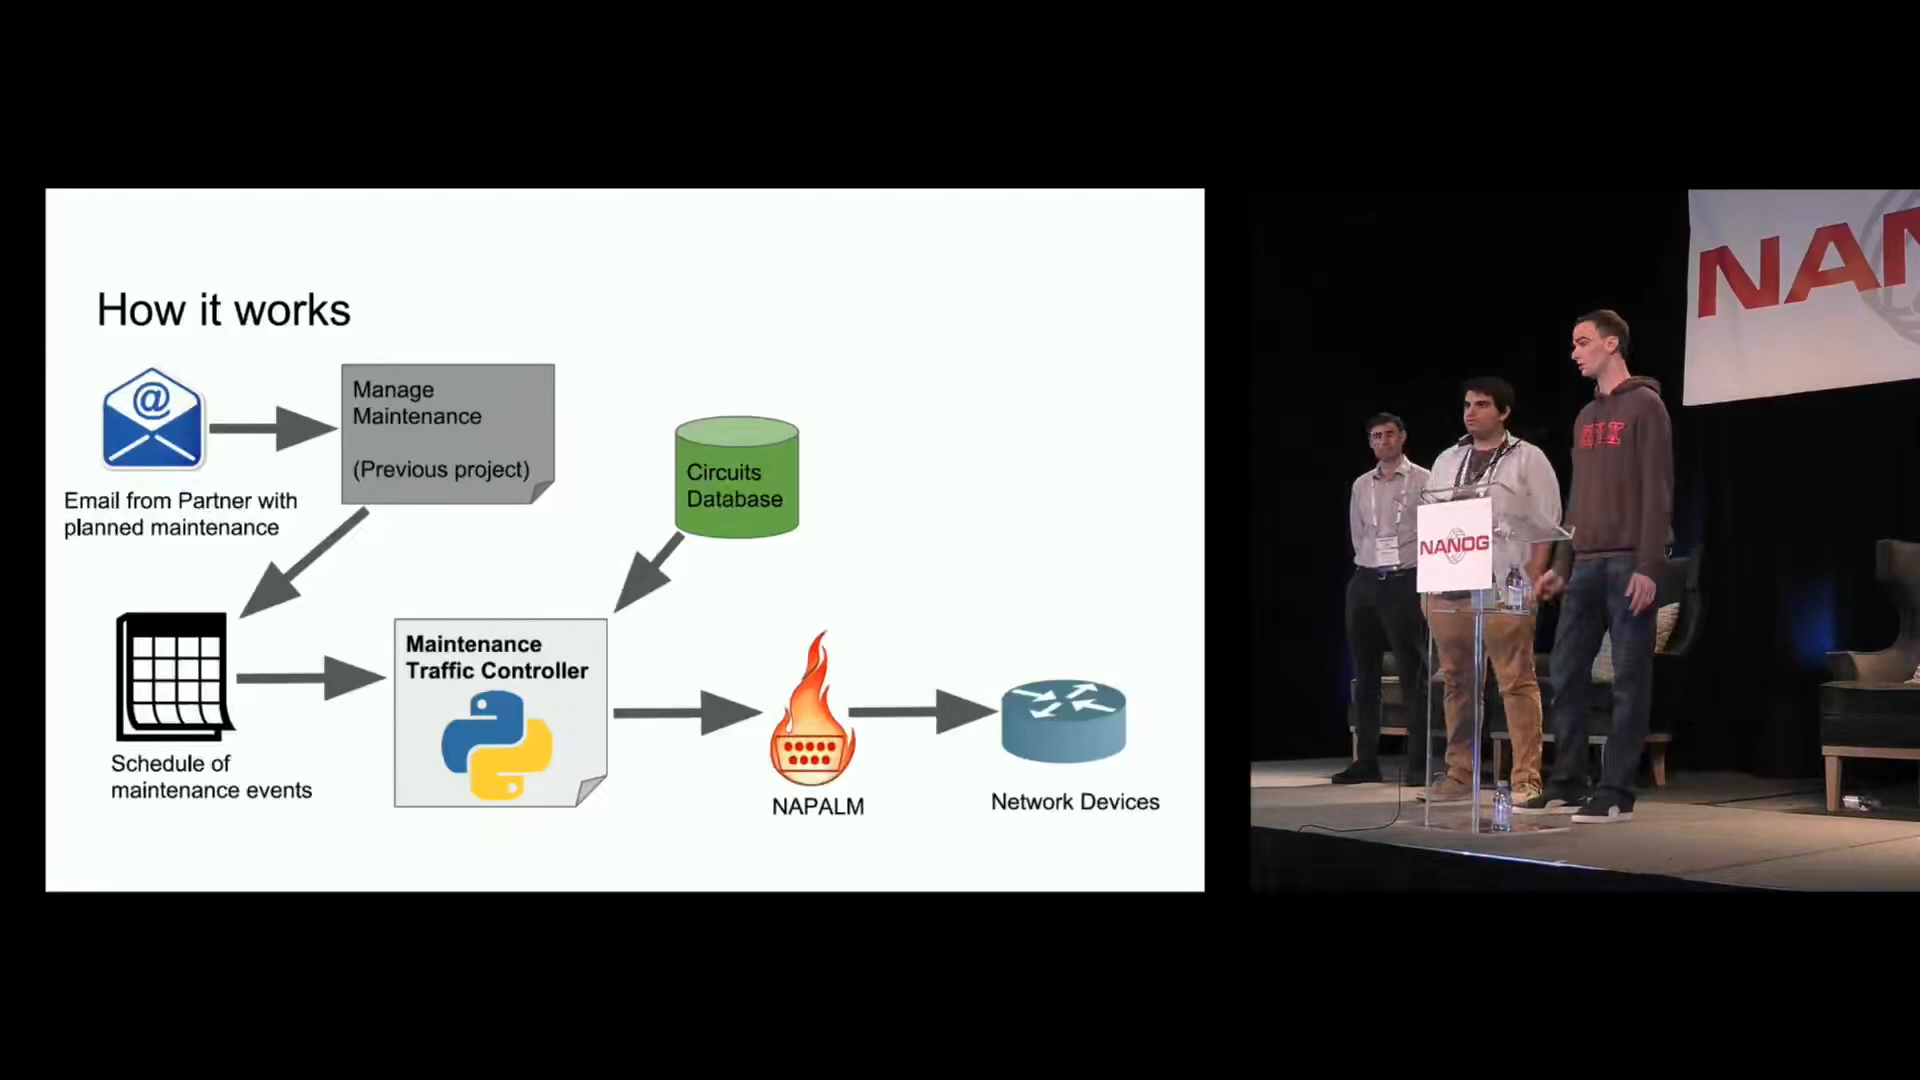 How it works
Manage
Maintenance
(Previous project)
Email from Partner with
planned maintenance
Circuits
Database
Schedule of
maintenance events
Maintenance
Traffic Controller
NAPALM
Network Devices
NANOG